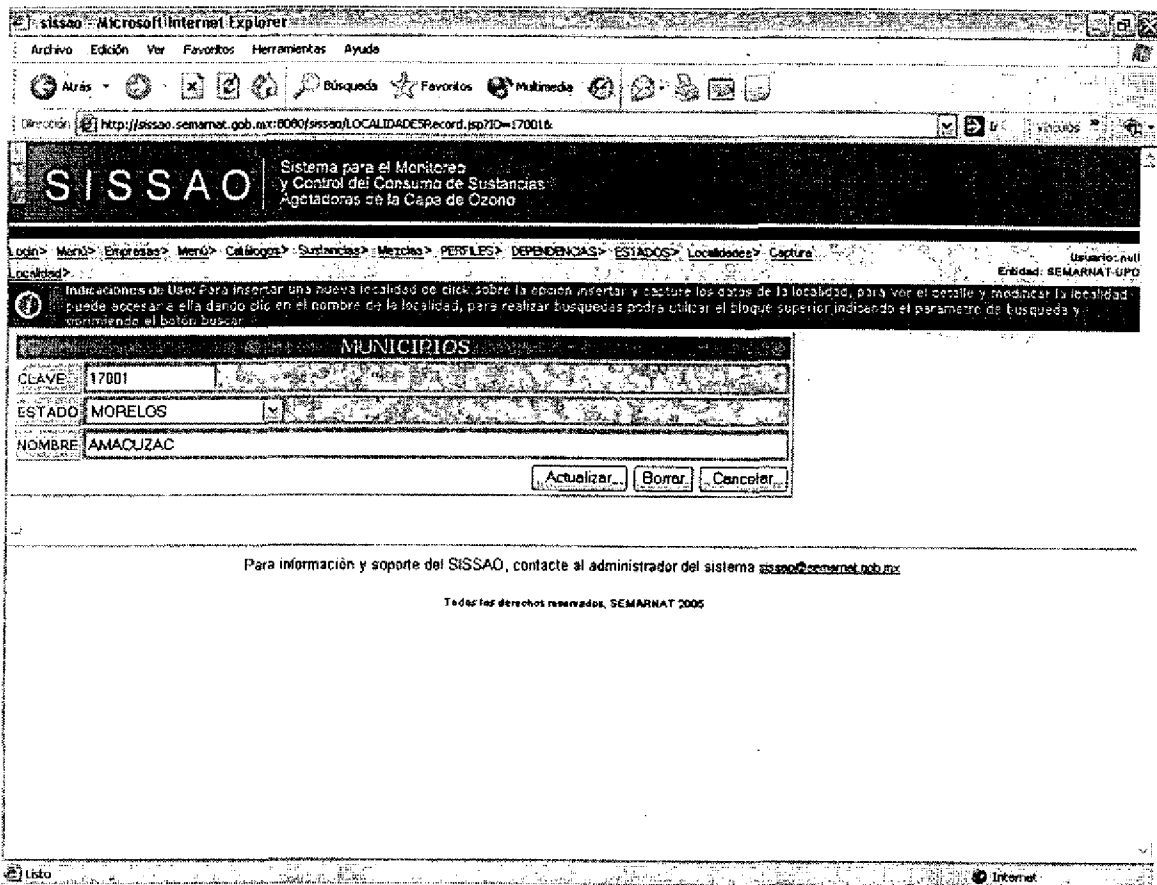 sissao - Microsoft Internet Explorer
Archivo Edición Ver Favoritos Herramientas Ayuda
Atrás Búsqueda Favoritos Multimedia
Dirección http://sissao.semarnat.gob.mx:8080/sissao/LOCALIDADESRecord.jsp?ID=17001& Ir Vínculos »
SISSAO
Sistema para el Monitoreo
y Control del Consumo de Sustancias
Agotadoras de la Capa de Ozono
Login> Menú> Empresas> Menú> Catálogos> Sustancias> Mezclas> PERFILES> DEPENDENCIAS> ESTADOS> Localidades> Captura
Localidad>
Usuario: null
Entidad: SEMARNAT-UPO
Indicaciones de Uso: Para insertar una nueva localidad de click sobre la opción insertar y capture los datos de la localidad, para ver el detalle y modificar la localidad
puede accesar a ella dando clic en el nombre de la localidad, para realizar busquedas podra utilizar el bloque superior indicando el parametro de busqueda y
oprimiendo el botón buscar
MUNICIPIOS
CLAVE 17001
ESTADO MORELOS
NOMBRE AMACUZAC
Actualizar Borrar Cancelar
Para información y soporte del SISSAO, contacte al administrador del sistema sissao@semarnat.gob.mx
Todos los derechos reservados, SEMARNAT 2005
Listo Internet